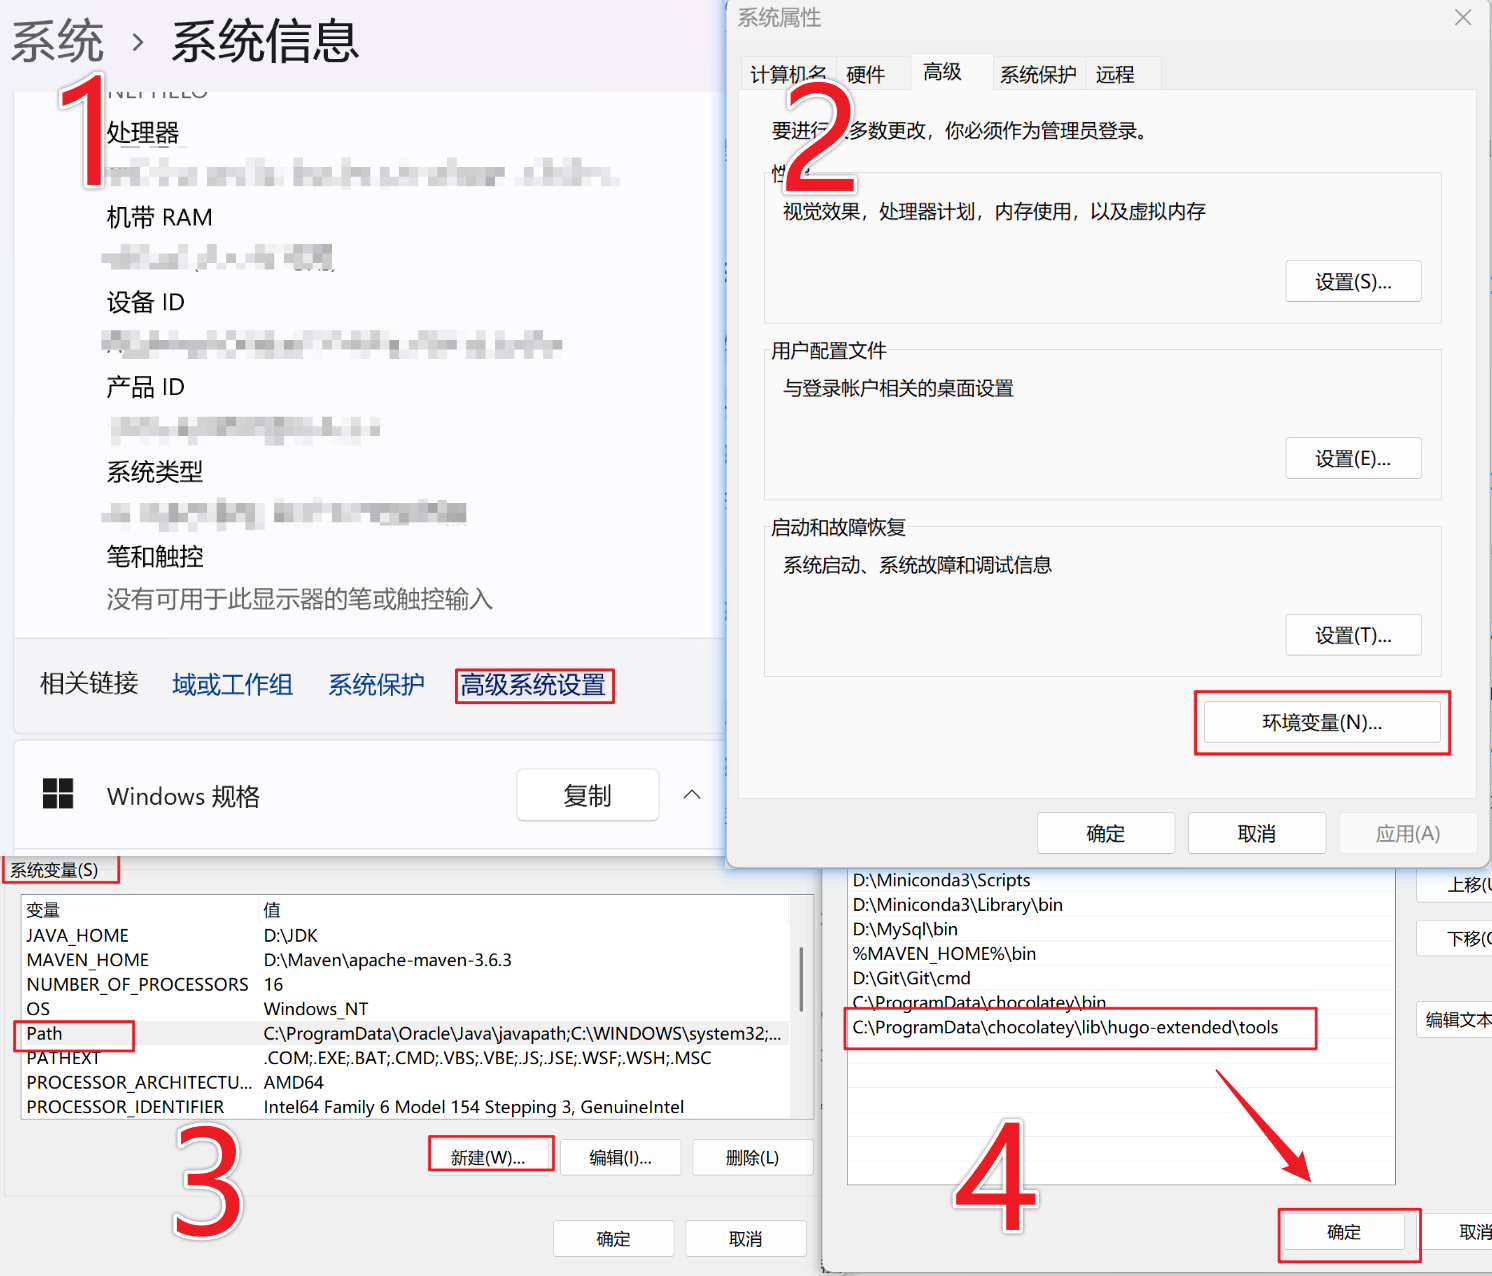 系统 › 系统信息
1
处理器
机带 RAM
设备 ID
产品 ID
系统类型
笔和触控
没有可用于此显示器的笔或触控输入
相关链接 域或工作组 系统保护 高级系统设置
Windows 规格 复制
系统属性
计算机名 硬件 高级 系统保护 远程
2
要进行 多数更改，你必须作为管理员登录。
视觉效果，处理器计划，内存使用，以及虚拟内存
设置(S)...
用户配置文件
与登录帐户相关的桌面设置
设置(E)...
启动和故障恢复
系统启动、系统故障和调试信息
设置(T)...
环境变量(N)...
确定 取消 应用(A)
系统变量(S)
变量 值
JAVA_HOME D:\JDK
MAVEN_HOME D:\Maven\apache-maven-3.6.3
NUMBER_OF_PROCESSORS 16
OS Windows_NT
Path C:\ProgramData\Oracle\Java\javapath;C:\WINDOWS\system32;...
PATHEXT .COM;.EXE;.BAT;.CMD;.VBS;.VBE;.JS;.JSE;.WSF;.WSH;.MSC
PROCESSOR_ARCHITECTU... AMD64
PROCESSOR_IDENTIFIER Intel64 Family 6 Model 154 Stepping 3, GenuineIntel
3
新建(W)... 编辑(I)... 删除(L)
确定 取消
D:\Miniconda3\Scripts
D:\Miniconda3\Library\bin
D:\MySql\bin
%MAVEN_HOME%\bin
D:\Git\Git\cmd
C:\ProgramData\chocolatey\bin
C:\ProgramData\chocolatey\lib\hugo-extended\tools
上移(U
下移(O
编辑文本
4
确定 取消